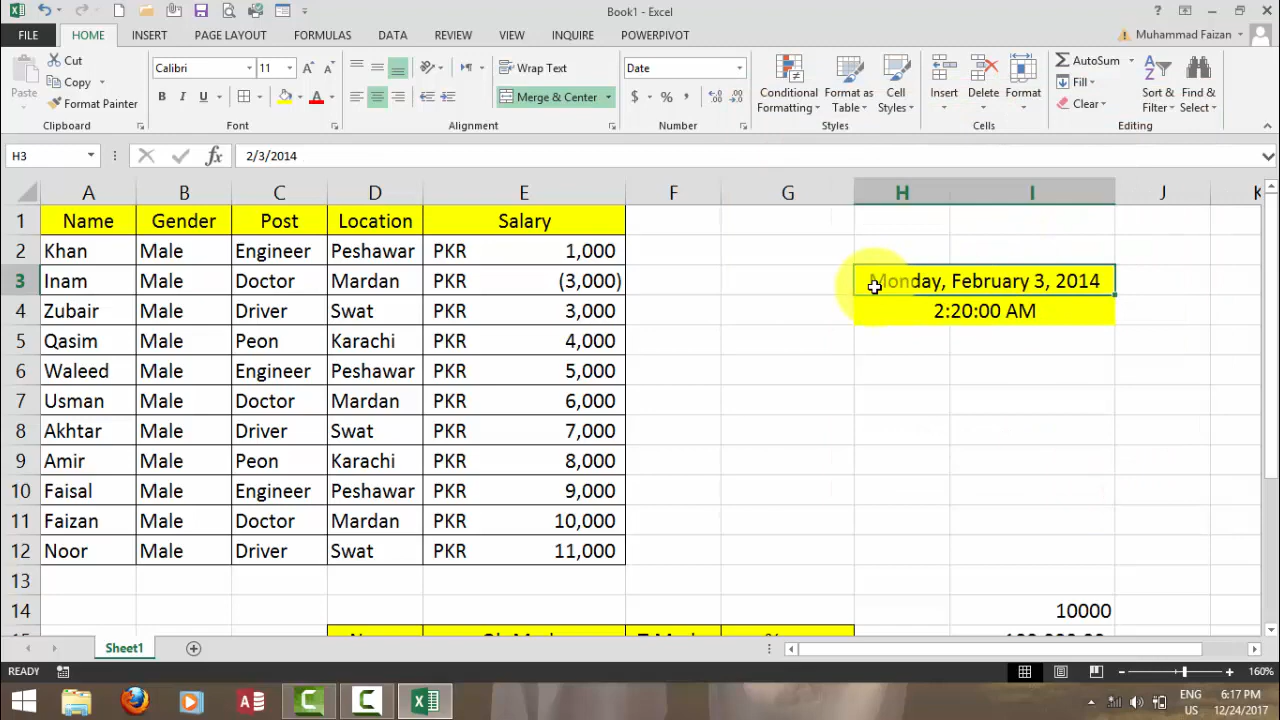 Book1 - Excel
FILE HOME INSERT PAGE LAYOUT FORMULAS DATA REVIEW VIEW INQUIRE POWERPIVOT Muhammad Faizan
Paste Cut Copy Format Painter Clipboard
Calibri 11 B I U A Font
Wrap Text Merge & Center Alignment
Date $ % , Number
Conditional Formatting Format as Table Cell Styles Styles
Insert Delete Format Cells
AutoSum Fill Clear Sort & Filter Find & Select Editing
H3 fx 2/3/2014
A B C D E F G H I J K
1 Name Gender Post Location Salary
2 Khan Male Engineer Peshawar PKR 1,000
3 Inam Male Doctor Mardan PKR (3,000) Monday, February 3, 2014
4 Zubair Male Driver Swat PKR 3,000 2:20:00 AM
5 Qasim Male Peon Karachi PKR 4,000
6 Waleed Male Engineer Peshawar PKR 5,000
7 Usman Male Doctor Mardan PKR 6,000
8 Akhtar Male Driver Swat PKR 7,000
9 Amir Male Peon Karachi PKR 8,000
10 Faisal Male Engineer Peshawar PKR 9,000
11 Faizan Male Doctor Mardan PKR 10,000
12 Noor Male Driver Swat PKR 11,000
13
14 10000
Sheet1
READY 160%
ENG 6:17 PM
US 12/24/2017